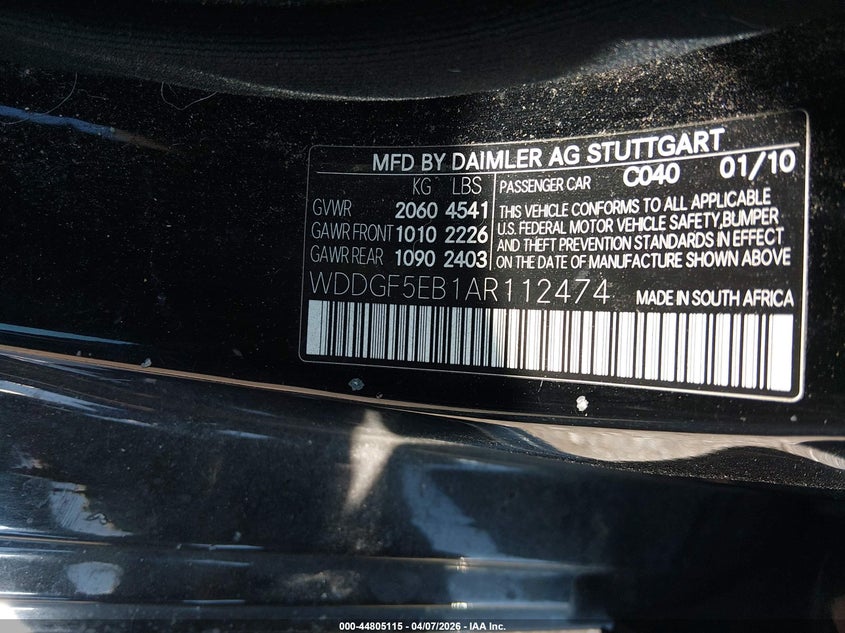 MFD BY DAIMLER AG STUTTGART
KG LBS
GVWR 2060 4541
GAWR FRONT 1010 2226
GAWR REAR 1090 2403
PASSENGER CAR C040 01/10
THIS VEHICLE CONFORMS TO ALL APPLICABLE
U.S. FEDERAL MOTOR VEHICLE SAFETY,BUMPER
AND THEFT PREVENTION STANDARDS IN EFFECT
ON THE DATE OF MANUFACTURE SHOWN ABOVE
WDDGF5EB1AR112474
MADE IN SOUTH AFRICA
000-44805115 - 04/07/2026 - IAA Inc.